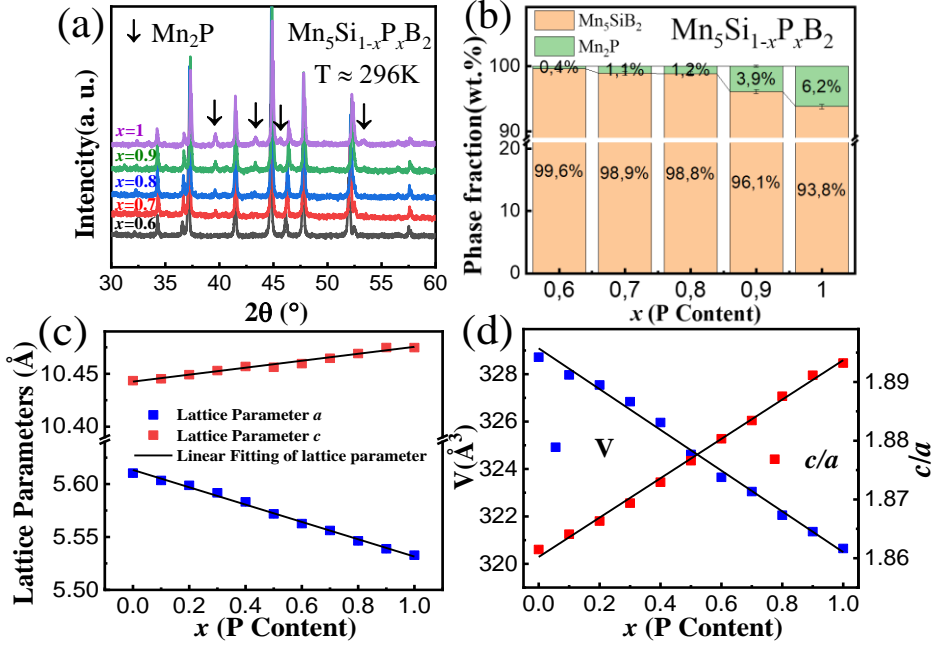 (a)
Mn₂P
Mn₅Si₁₋ₓPₓB₂
T ≈ 296K
x=1
x=0.9
x=0.8
x=0.7
x=0.6
Intencity(a. u.)
30 35 40 45 50 55 60
2θ (°)
(b)
Mn₅SiB₂
Mn₂P
Mn₅Si₁₋ₓPₓB₂
100
90
20
10
0
0,4% 1,1% 1,2% 3,9% 6,2%
99,6% 98,9% 98,8% 96,1% 93,8%
Phase fraction(wt.%)
0,6 0,7 0,8 0,9 1
x (P Content)
(c)
10.45
10.40
5.60
5.55
5.50
Lattice Parameters (Å)
Lattice Parameter a
Lattice Parameter c
Linear Fitting of lattice parameter
0.0 0.2 0.4 0.6 0.8 1.0
x (P Content)
(d)
328
326
324
322
320
V(Å³)
V
c/a
1.89
1.88
1.87
1.86
c/a
0.0 0.2 0.4 0.6 0.8 1.0
x (P Content)